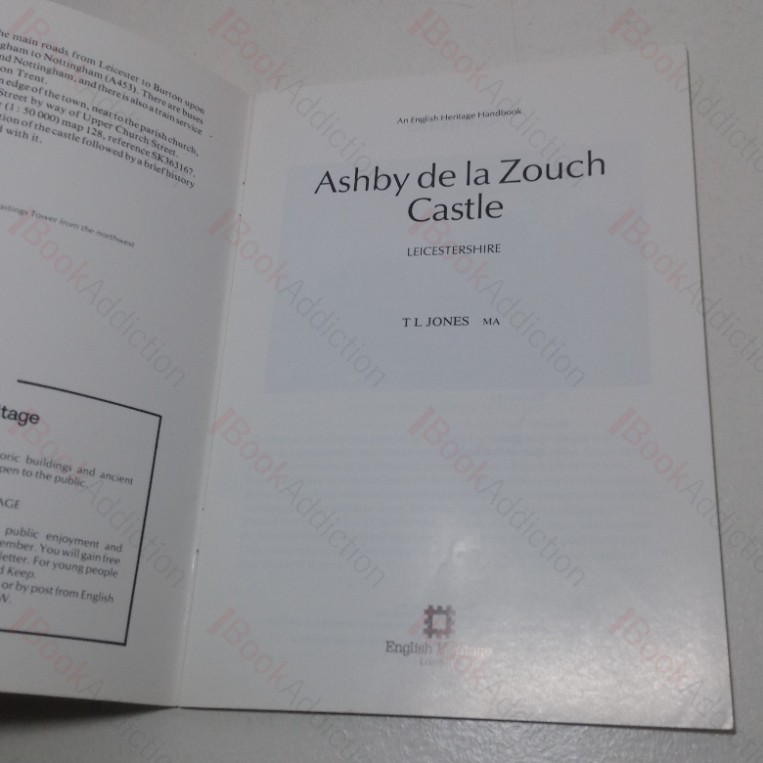 he main roads from Leicester to Burton upon
gham to Nottingham (A453). There are buses
nd Nottingham, and there is also a train service
on Trent.
n edge of the town, next to the parish church,
Street by way of Upper Church Street.
(1:50 000) map 128, reference SK363167.
tion of the castle followed by a brief history
d with it.
astings Tower from the northwest
tage
oric buildings and ancient
pen to the public.
AGE
public enjoyment and
ember. You will gain free
letter. For young people
d Keep.
or by post from English
W.
An English Heritage Handbook
Ashby de la Zouch
Castle
LEICESTERSHIRE
T L JONES MA
English Heritage
BookAddiction